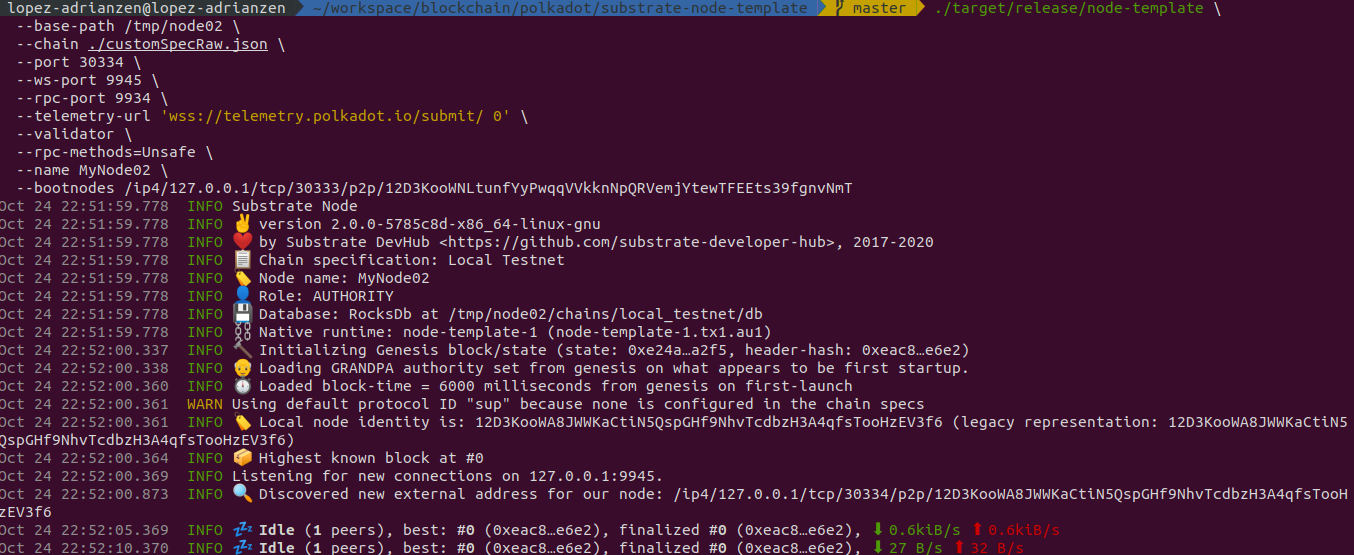 lopez-adrianzen@lopez-adrianzen ~/workspace/blockchain/polkadot/substrate-node-template master ./target/release/node-template \
--base-path /tmp/node02 \
--chain ./customSpecRaw.json \
--port 30334 \
--ws-port 9945 \
--rpc-port 9934 \
--telemetry-url 'wss://telemetry.polkadot.io/submit/ 0' \
--validator \
--rpc-methods=Unsafe \
--name MyNode02 \
--bootnodes /ip4/127.0.0.1/tcp/30333/p2p/12D3KooWNLtunfYyPwqqVVkknNpQRVemjYtewTFEEts39fgnvNmT
Oct 24 22:51:59.778 INFO Substrate Node
Oct 24 22:51:59.778 INFO ✌️ version 2.0.0-5785c8d-x86_64-linux-gnu
Oct 24 22:51:59.778 INFO ❤️ by Substrate DevHub <https://github.com/substrate-developer-hub>, 2017-2020
Oct 24 22:51:59.778 INFO 📋 Chain specification: Local Testnet
Oct 24 22:51:59.778 INFO 🏷 Node name: MyNode02
Oct 24 22:51:59.778 INFO 👤 Role: AUTHORITY
Oct 24 22:51:59.778 INFO 💾 Database: RocksDb at /tmp/node02/chains/local_testnet/db
Oct 24 22:51:59.778 INFO ⛓ Native runtime: node-template-1 (node-template-1.tx1.au1)
Oct 24 22:52:00.337 INFO 🔨 Initializing Genesis block/state (state: 0xe24a…a2f5, header-hash: 0xeac8…e6e2)
Oct 24 22:52:00.338 INFO 👴 Loading GRANDPA authority set from genesis on what appears to be first startup.
Oct 24 22:52:00.360 INFO ⏱ Loaded block-time = 6000 milliseconds from genesis on first-launch
Oct 24 22:52:00.361 WARN Using default protocol ID "sup" because none is configured in the chain specs
Oct 24 22:52:00.361 INFO 🏷 Local node identity is: 12D3KooWA8JWWKaCtiN5QspGHf9NhvTcdbzH3A4qfsTooHzEV3f6 (legacy representation: 12D3KooWA8JWWKaCtiN5
QspGHf9NhvTcdbzH3A4qfsTooHzEV3f6)
Oct 24 22:52:00.364 INFO 📦 Highest known block at #0
Oct 24 22:52:00.369 INFO Listening for new connections on 127.0.0.1:9945.
Oct 24 22:52:00.873 INFO 🔍 Discovered new external address for our node: /ip4/127.0.0.1/tcp/30334/p2p/12D3KooWA8JWWKaCtiN5QspGHf9NhvTcdbzH3A4qfsTooH
zEV3f6
Oct 24 22:52:05.369 INFO 💤 Idle (1 peers), best: #0 (0xeac8…e6e2), finalized #0 (0xeac8…e6e2), ⬇ 0.6kiB/s ⬆ 0.6kiB/s
Oct 24 22:52:10.370 INFO 💤 Idle (1 peers), best: #0 (0xeac8…e6e2), finalized #0 (0xeac8…e6e2), ⬇ 27 B/s ⬆ 32 B/s